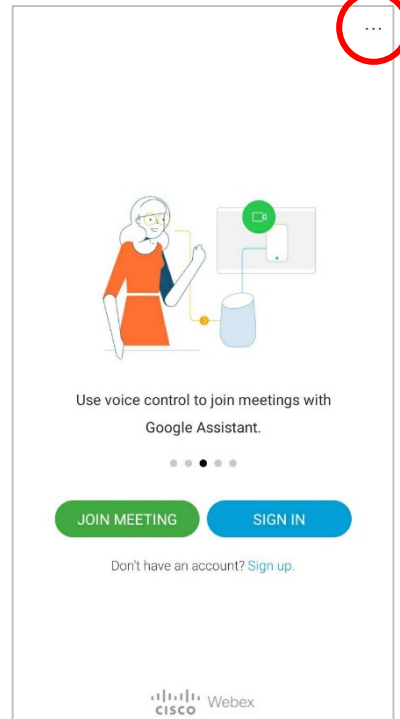 ...
Use voice control to join meetings with
Google Assistant.
JOIN MEETING
SIGN IN
Don't have an account? Sign up.
CISCO Webex